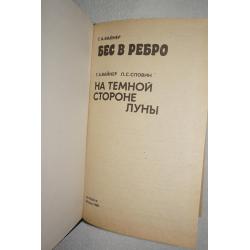 Г.А.ВАЙНЕР
БЕС В РЕБРО
Г.А.ВАЙНЕР Л.С.СЛОВИН
НА ТЕМНОЙ
СТОРОНЕ
ЛУНЫ